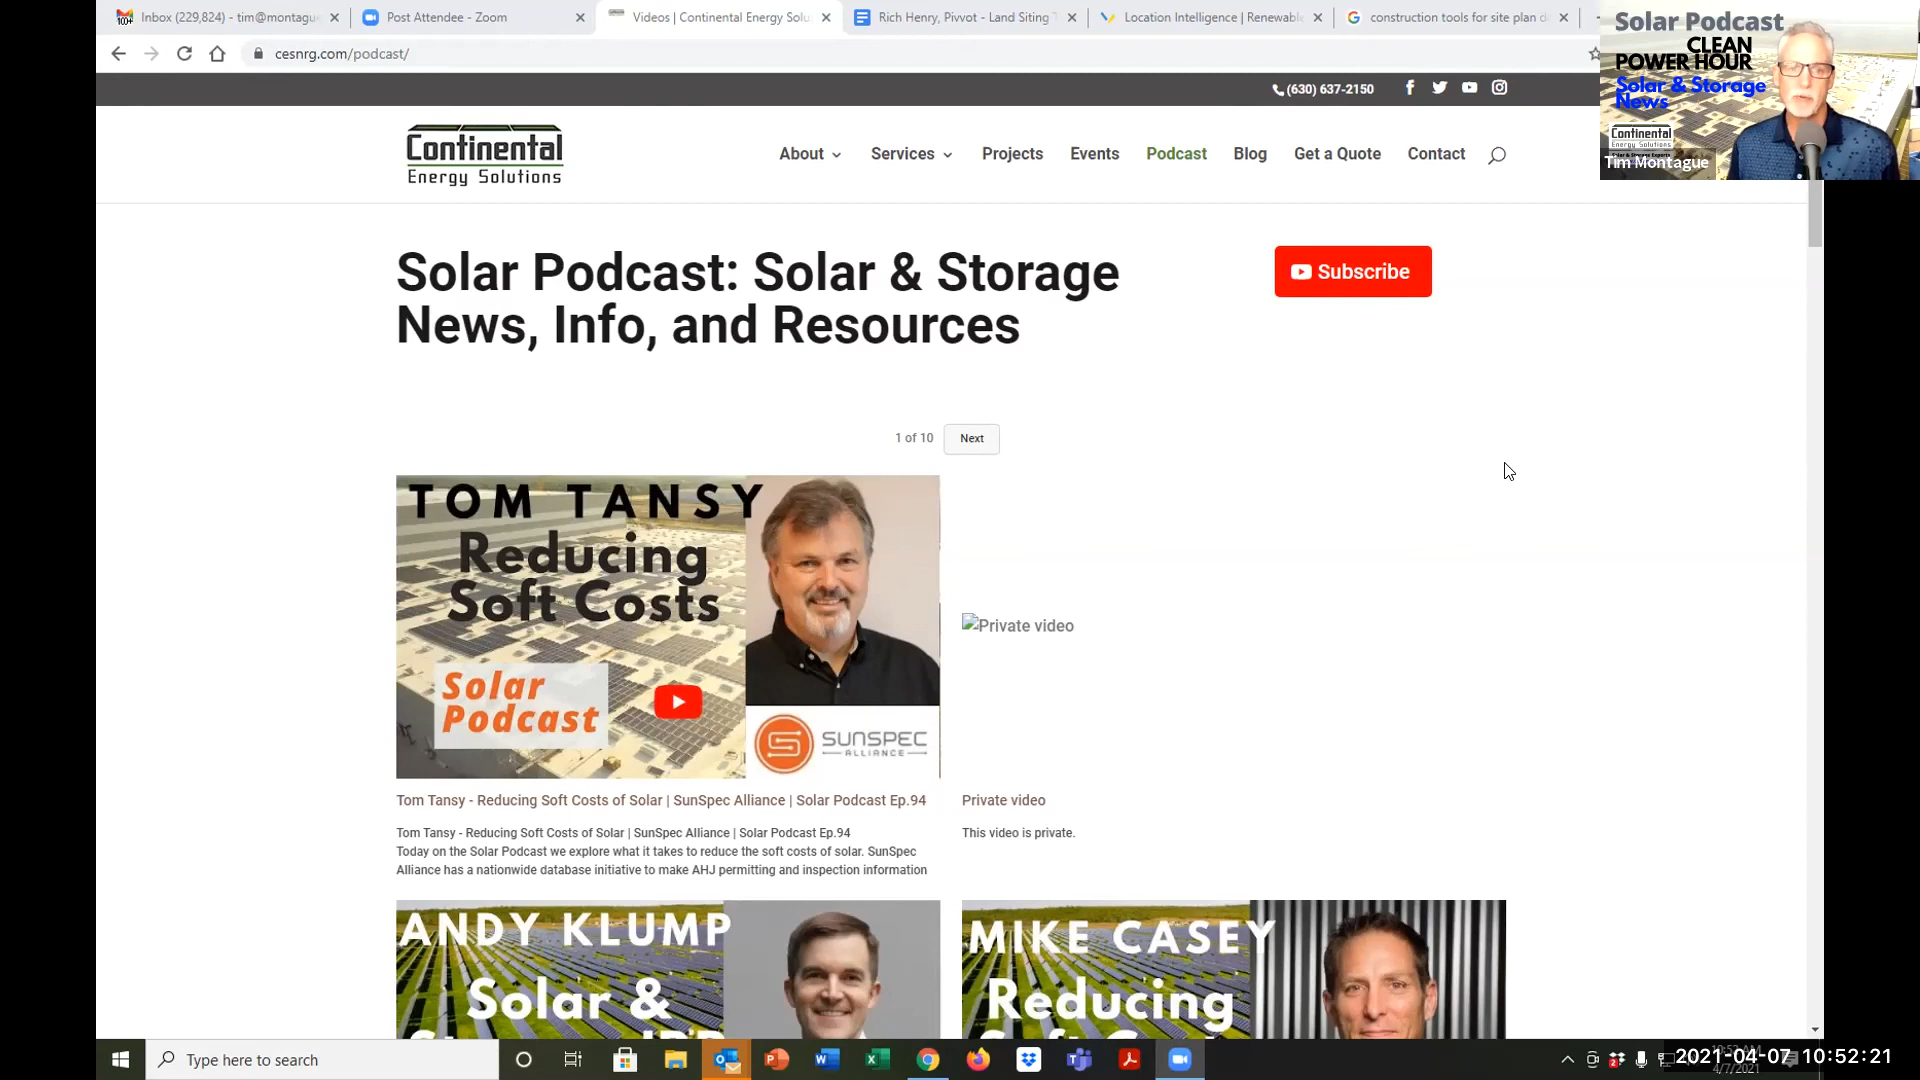 Inbox (229,824) - tim@montague
Post Attendee - Zoom
Videos | Continental Energy Solu
Rich Henry, Pivvot - Land Siting T
Location Intelligence | Renewable
construction tools for site plan d
cesnrg.com/podcast/
Solar Podcast
CLEAN
POWER HOUR
Solar & Storage
News
Continental
Energy Solutions
Tim Montague
(630) 637-2150
Continental
Energy Solutions
About
Services
Projects
Events
Podcast
Blog
Get a Quote
Contact
Solar Podcast: Solar & Storage
News, Info, and Resources
Subscribe
1 of 10
Next
TOM TANSY
Reducing
Soft Costs
Solar
Podcast
SUNSPEC
ALLIANCE
Private video
Tom Tansy - Reducing Soft Costs of Solar | SunSpec Alliance | Solar Podcast Ep.94
Private video
Tom Tansy - Reducing Soft Costs of Solar | SunSpec Alliance | Solar Podcast Ep.94
Today on the Solar Podcast we explore what it takes to reduce the soft costs of solar. SunSpec
Alliance has a nationwide database initiative to make AHJ permitting and inspection information
This video is private.
ANDY KLUMP
Solar &
MIKE CASEY
Reducing
Type here to search
2021-04-07 10:52:21
4/7/2021